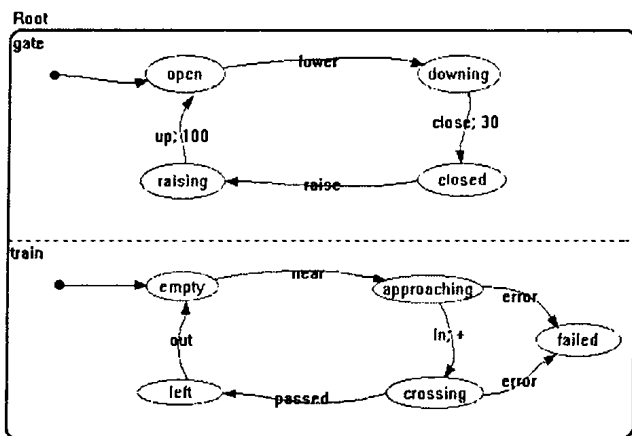 Root
gate
open
lower
downing
up; 100
close; 30
raising
raise
closed
train
empty
near
approaching
error
failed
out
In; +
left
passed
crossing
error